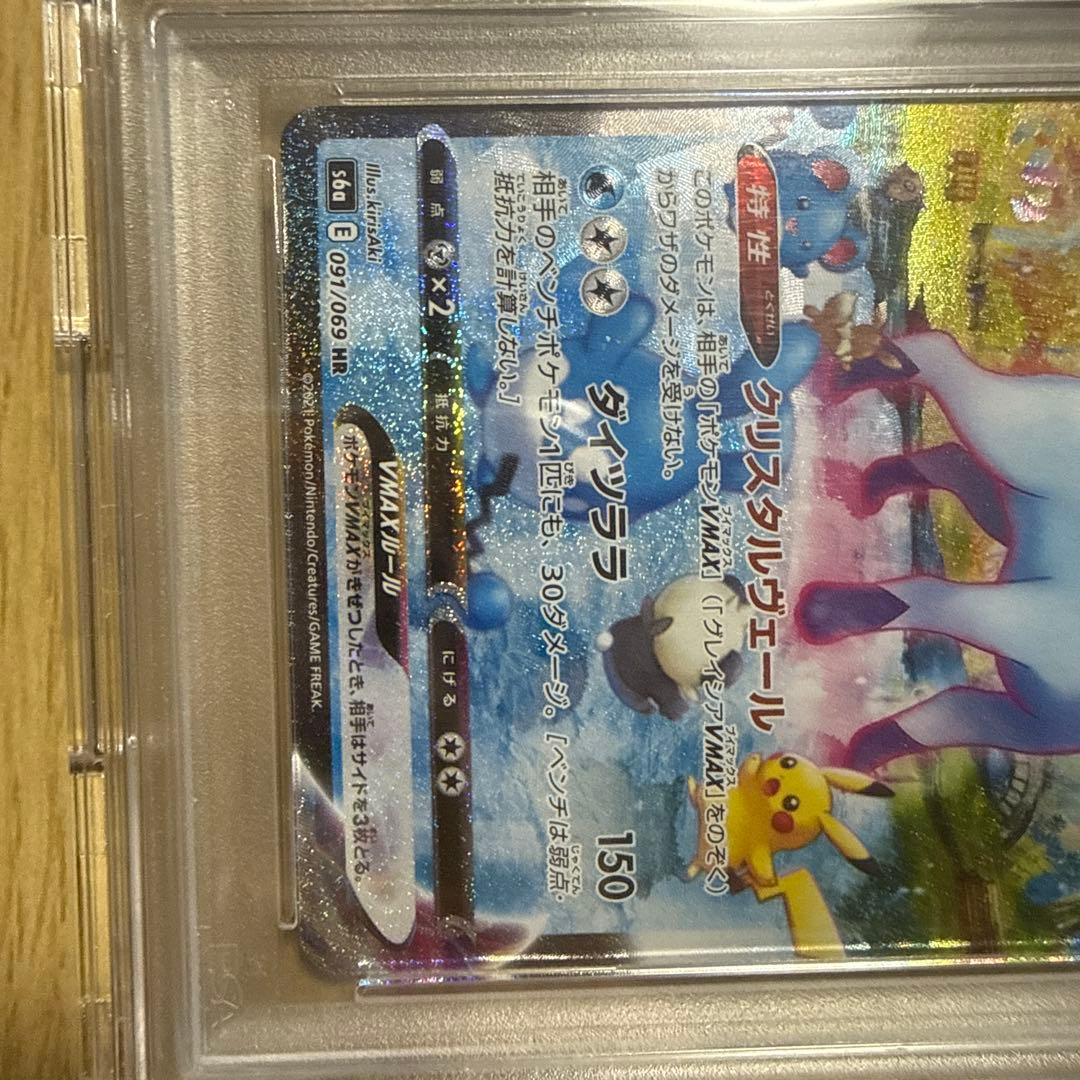 特性
とくせい
クリスタルヴェール
このポケモンは、相手の「ポケモンVMAX」(「グレイシアVMAX」をのぞく)
からワザのダメージを受けない。
ダイツララ 150
相手のベンチポケモン1匹にも、30ダメージ。[ベンチは弱点・
抵抗力を計算しない。]
弱点 ×2 抵抗力 にげる
Illus. kirisAki
VMAXルール
s6a E 091/069 HR
ポケモンVMAXがきぜつしたとき、相手はサイドを3枚とる。
©2021 Pokémon/Nintendo/Creatures/GAME FREAK.